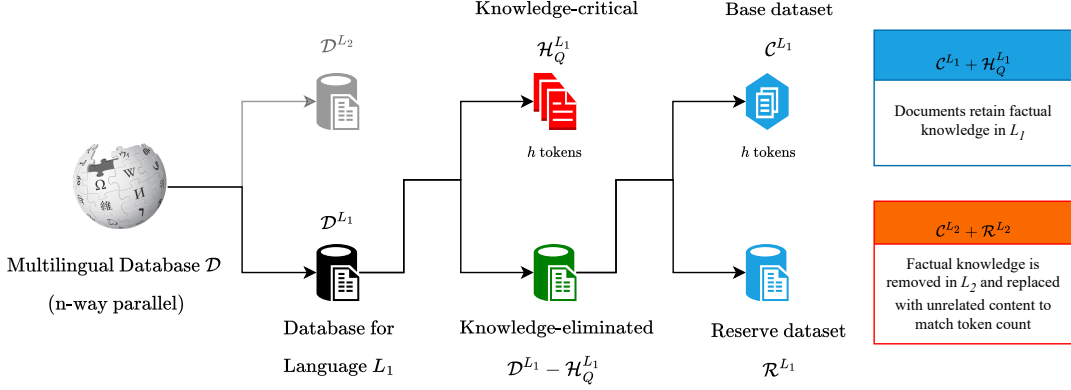 Multilingual Database 𝒟
(n-way parallel)
𝒟^{L_2}
𝒟^{L_1}
Database for
Language L_1
Knowledge-critical
ℋ_Q^{L_1}
h tokens
Knowledge-eliminated
𝒟^{L_1} − ℋ_Q^{L_1}
Base dataset
𝒞^{L_1}
h tokens
Reserve dataset
ℛ^{L_1}
𝒞^{L_1} + ℋ_Q^{L_1}
Documents retain factual
knowledge in L_1
𝒞^{L_2} + ℛ^{L_2}
Factual knowledge is
removed in L_2 and replaced
with unrelated content to
match token count